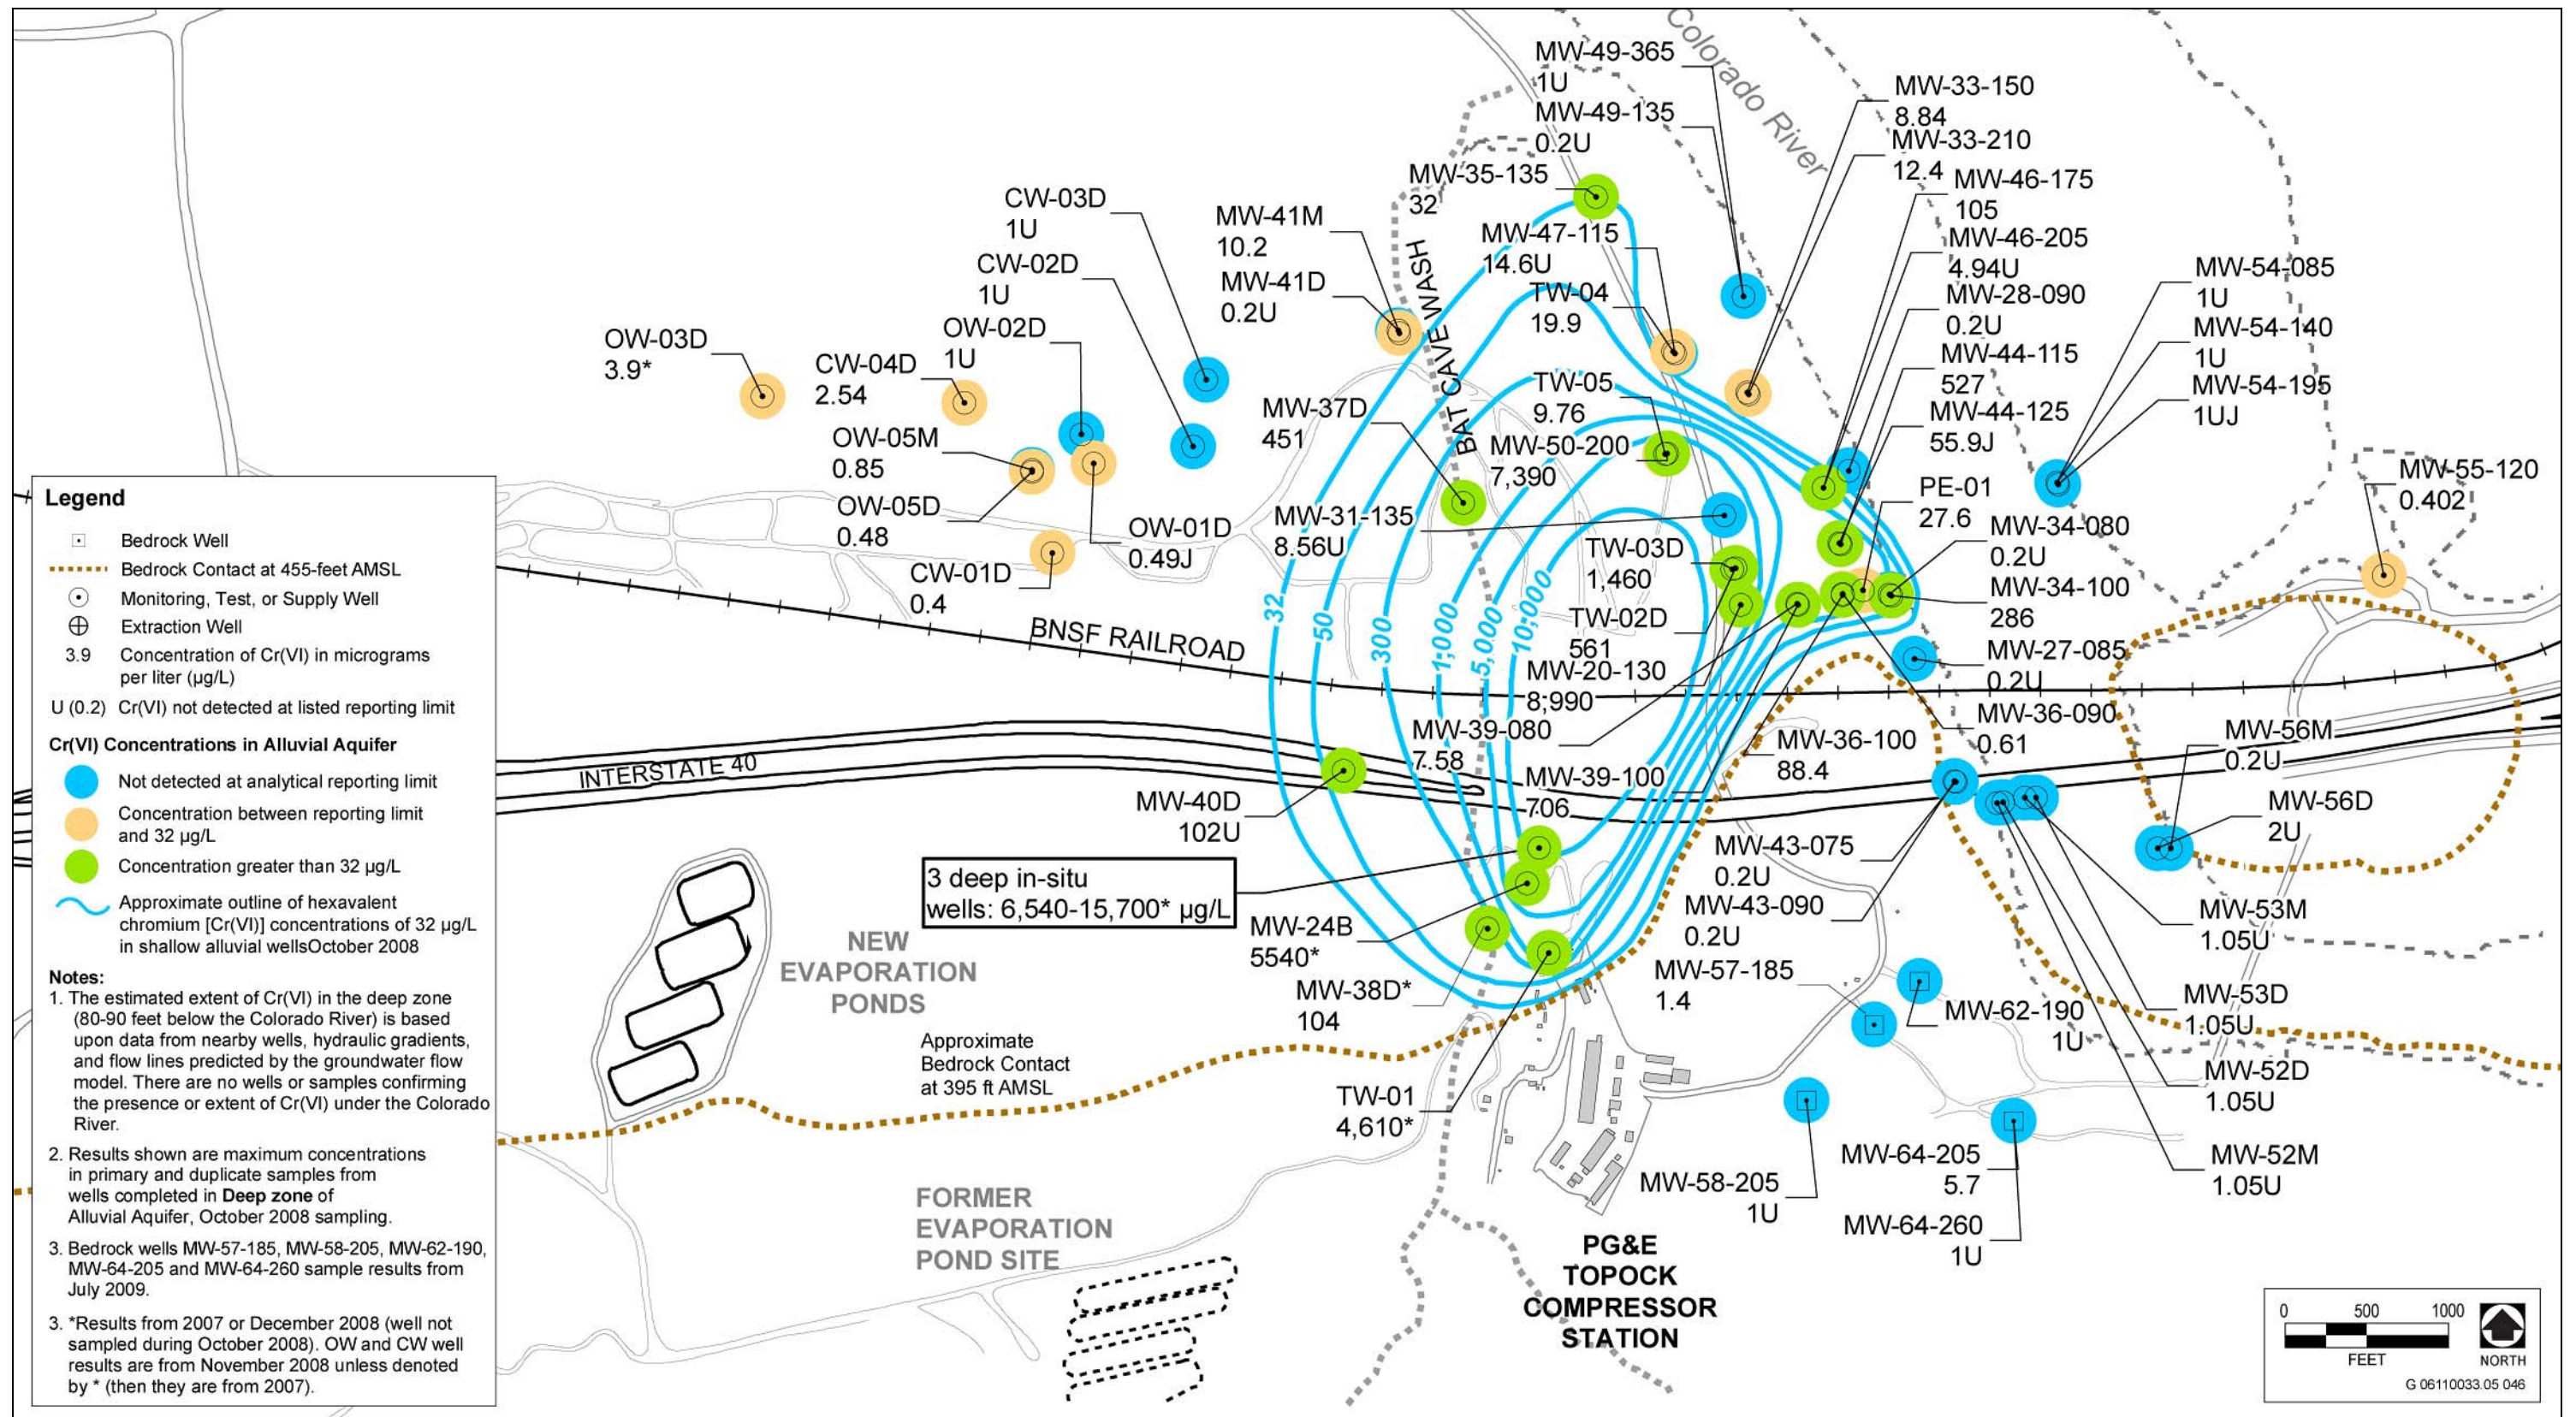 Colorado River
MW-49-365
1U
MW-49-135
0.2U
MW-35-135
32
MW-33-150
8.84
MW-33-210
12.4
MW-46-175
105
MW-46-205
4.94U
MW-28-090
0.2U
MW-44-115
527
MW-44-125
55.9J
PE-01
27.6
MW-34-080
0.2U
MW-34-100
286
MW-27-085
0.2U
MW-36-090
0.61
MW-36-100
88.4
MW-54-085
1U
MW-54-140
1U
MW-54-195
1UJ
MW-55-120
0.402
CW-03D
1U
CW-02D
1U
OW-02D
1U
OW-03D
3.9*
CW-04D
2.54
OW-05M
0.85
OW-05D
0.48
CW-01D
0.4
OW-01D
0.49J
MW-41M
10.2
MW-41D
0.2U
BAT CAVE WASH
MW-47-115
14.6U
TW-04
19.9
TW-05
9.76
MW-50-200
7,390
MW-37D
451
MW-31-135
8.56U
TW-03D
1,460
TW-02D
561
MW-20-130
8,990
MW-39-080
7.58
MW-39-100
706
32
50
300
1,000
5,000
10,000
BNSF RAILROAD
INTERSTATE 40
MW-40D
102U
3 deep in-situ
wells: 6,540-15,700* µg/L
MW-24B
5540*
MW-38D*
104
TW-01
4,610*
MW-43-075
0.2U
MW-43-090
0.2U
MW-57-185
1.4
MW-62-190
1U
MW-58-205
1U
MW-64-205
5.7
MW-64-260
1U
MW-56M
0.2U
MW-56D
2U
MW-53M
1.05U
MW-53D
1.05U
MW-52D
1.05U
MW-52M
1.05U
NEW
EVAPORATION
PONDS
Approximate
Bedrock Contact
at 395 ft AMSL
FORMER
EVAPORATION
POND SITE
PG&E
TOPOCK
COMPRESSOR
STATION
Legend
Bedrock Well
Bedrock Contact at 455-feet AMSL
Monitoring, Test, or Supply Well
Extraction Well
3.9 Concentration of Cr(VI) in micrograms
per liter (µg/L)
U (0.2) Cr(VI) not detected at listed reporting limit
Cr(VI) Concentrations in Alluvial Aquifer
Not detected at analytical reporting limit
Concentration between reporting limit
and 32 µg/L
Concentration greater than 32 µg/L
Approximate outline of hexavalent
chromium [Cr(VI)] concentrations of 32 µg/L
in shallow alluvial wellsOctober 2008
Notes:
1. The estimated extent of Cr(VI) in the deep zone
(80-90 feet below the Colorado River) is based
upon data from nearby wells, hydraulic gradients,
and flow lines predicted by the groundwater flow
model. There are no wells or samples confirming
the presence or extent of Cr(VI) under the Colorado
River.
2. Results shown are maximum concentrations
in primary and duplicate samples from
wells completed in Deep zone of
Alluvial Aquifer, October 2008 sampling.
3. Bedrock wells MW-57-185, MW-58-205, MW-62-190,
MW-64-205 and MW-64-260 sample results from
July 2009.
3. *Results from 2007 or December 2008 (well not
sampled during October 2008). OW and CW well
results are from November 2008 unless denoted
by * (then they are from 2007).
0 500 1000
FEET
NORTH
G 06110033.05 046